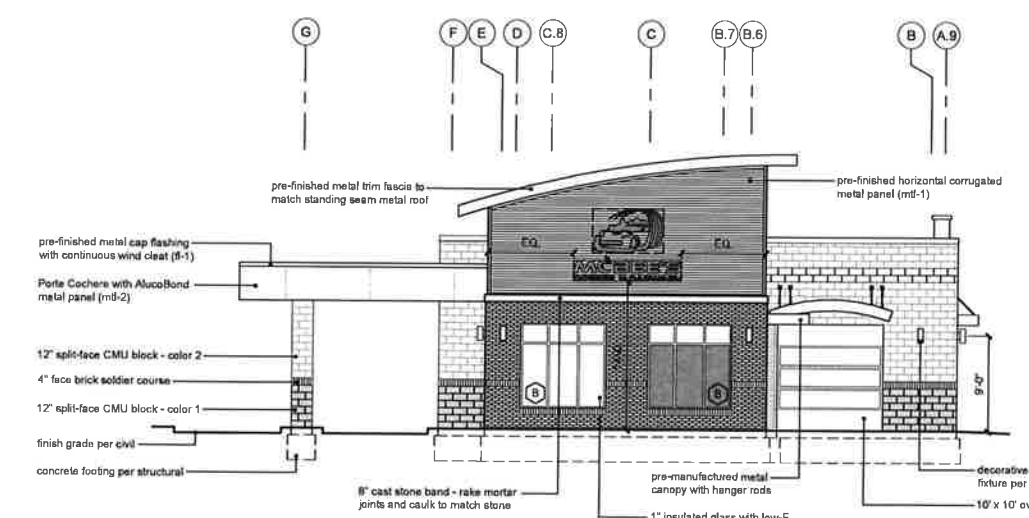 G
F
E
D
C.8
C
B.7
B.6
B
A.9
pre-finished metal trim fascia to
match standing seam metal roof
pre-finished horizontal corrugated
metal panel (mtl-1)
pre-finished metal cap flashing
with continuous wind cleat (fl-1)
EQ.
EQ.
McBEE'S
Porte Cochere with AlucoBond
metal panel (mtl-2)
12" split-face CMU block - color 2
4" face brick soldier course
12" split-face CMU block - color 1
B
B
9'-0"
finish grade per civil
concrete footing per structural
8" cast stone band - rake mortar
joints and caulk to match stone
pre-manufactured metal
canopy with hanger rods
decorative
fixture per
10' x 10' ov
1" insulated glass with low-E